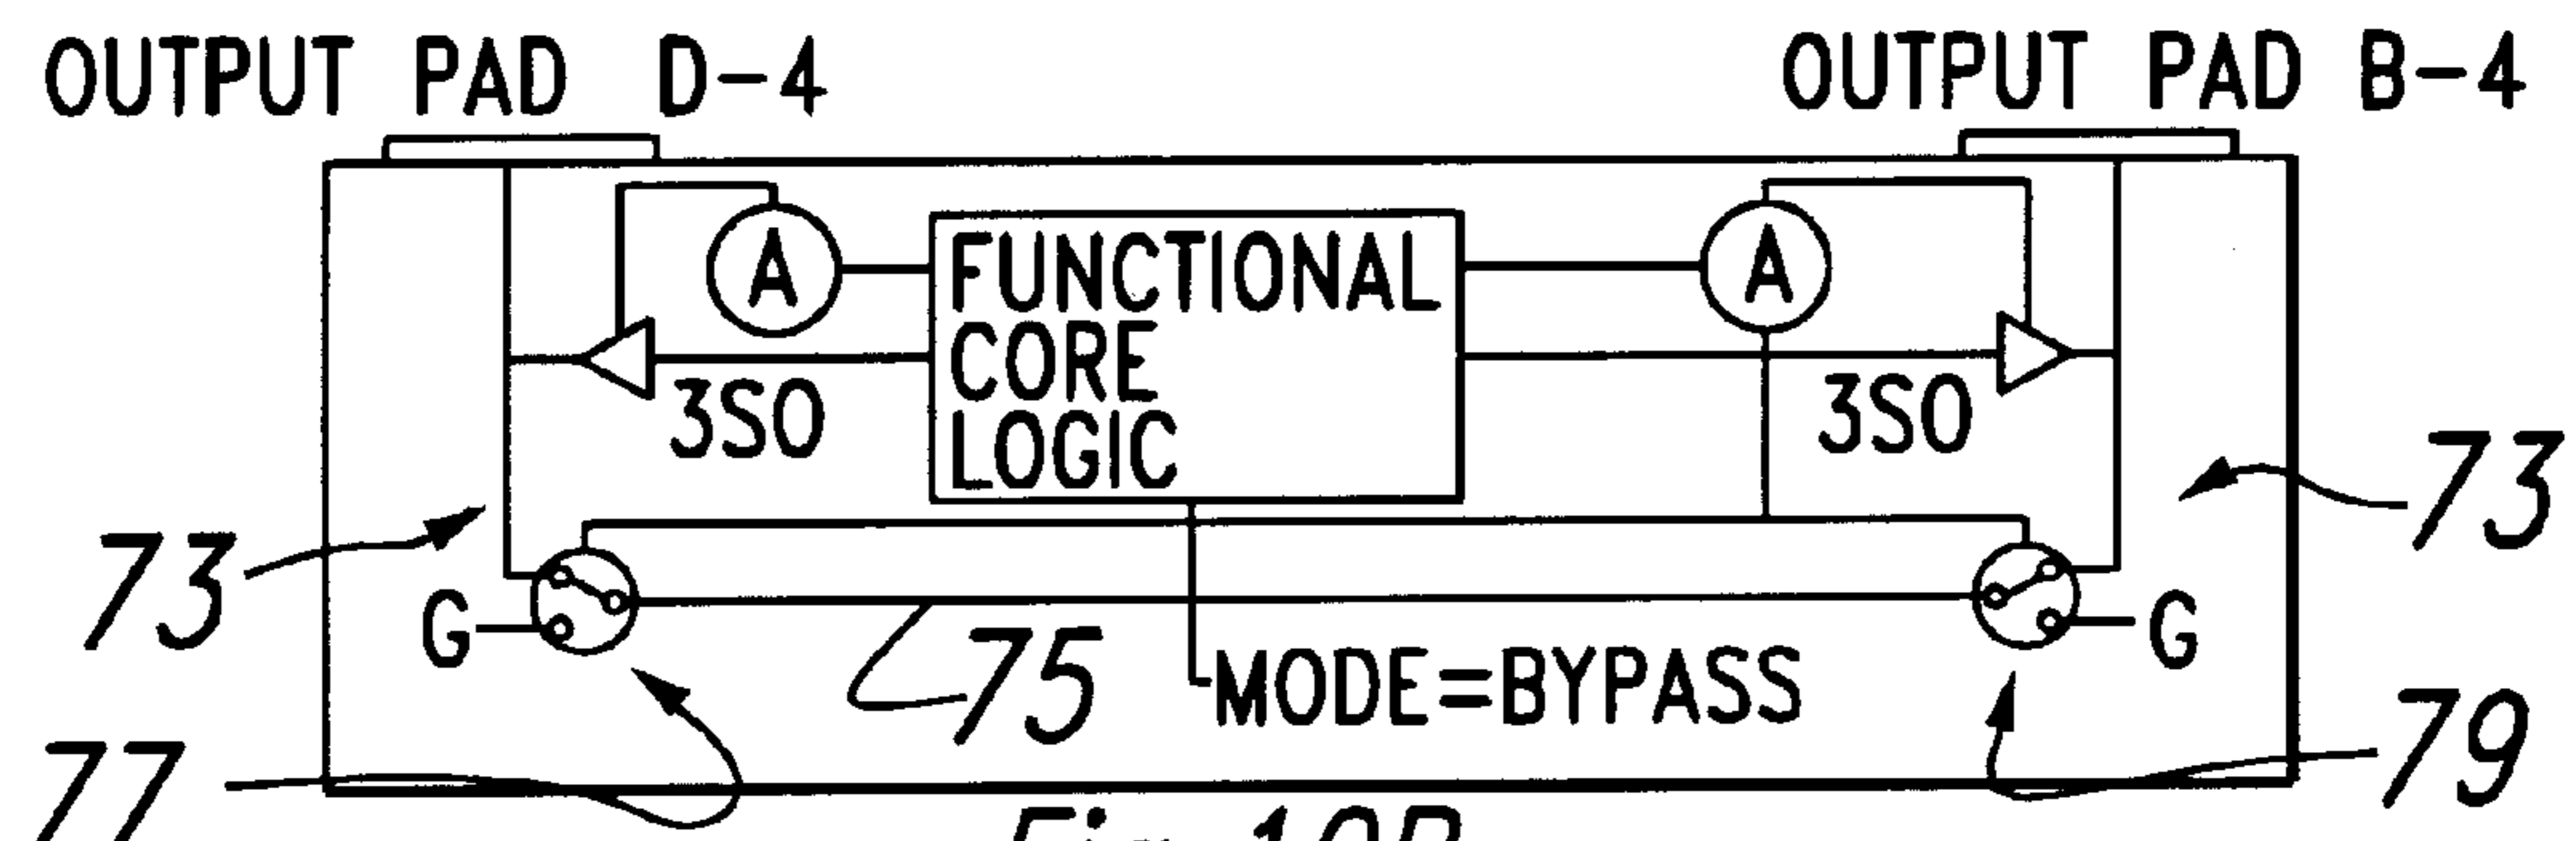 OUTPUT PAD D-4
OUTPUT PAD B-4
A
FUNCTIONAL
CORE
LOGIC
A
3SO
3SO
73
73
G
G
75
MODE=BYPASS
77
79